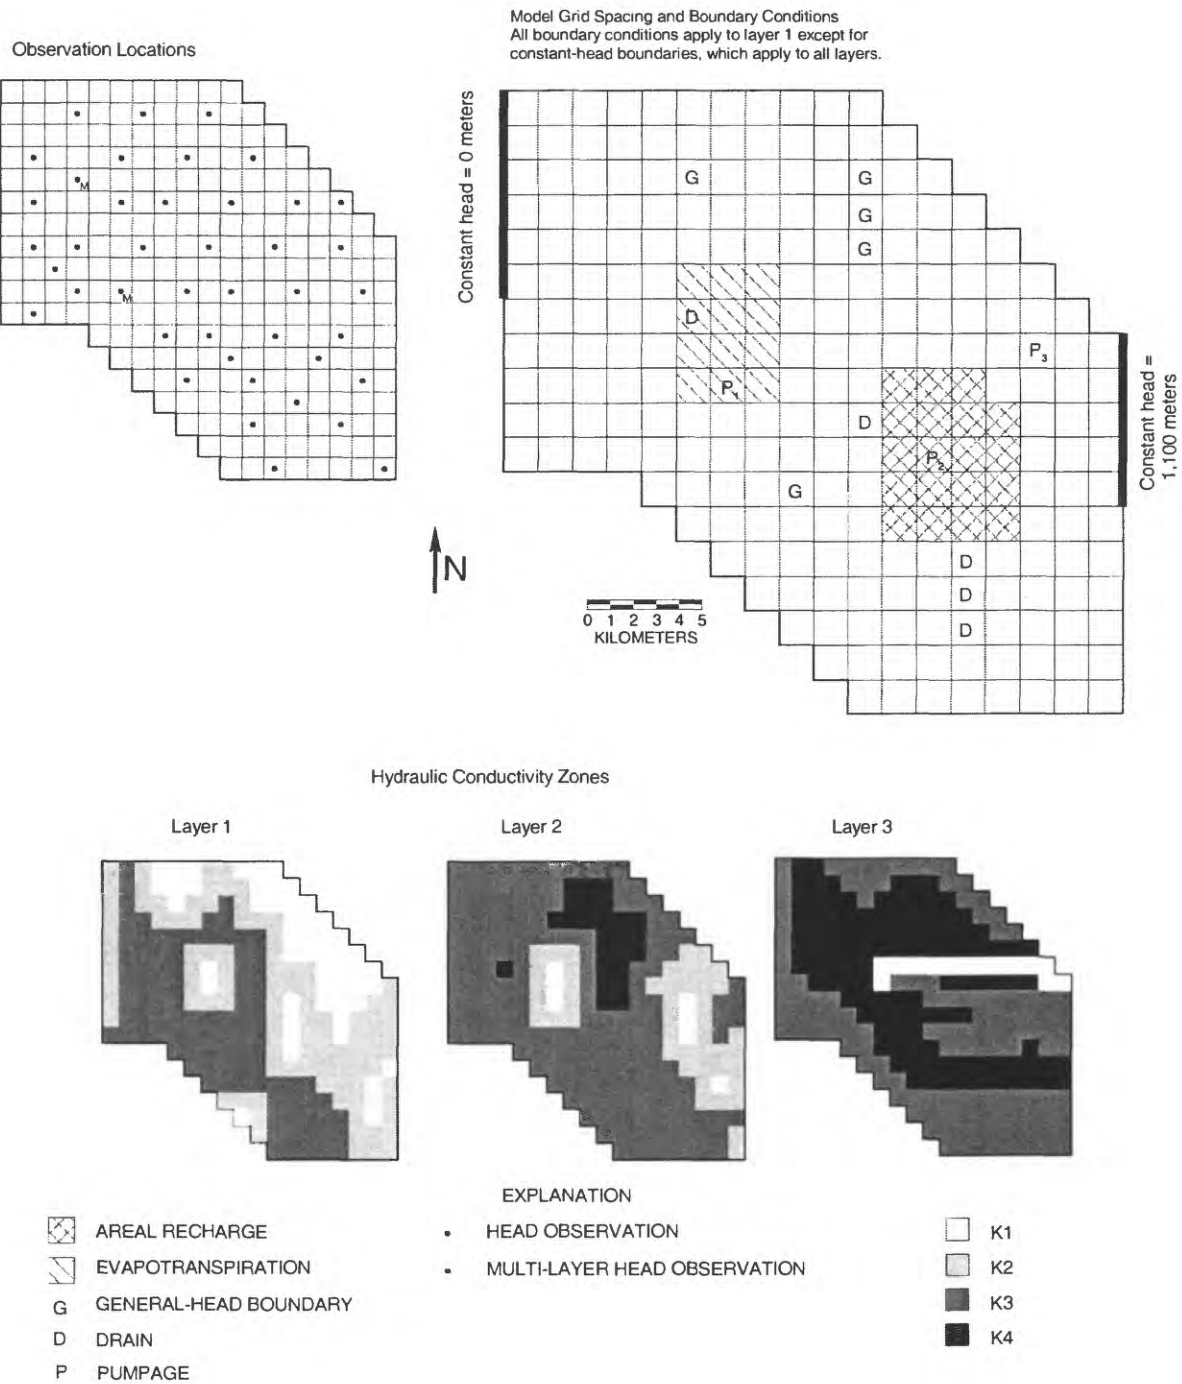 Model Grid Spacing and Boundary Conditions
All boundary conditions apply to layer 1 except for
constant-head boundaries, which apply to all layers.
Observation Locations
M
M
Constant head = 0 meters
G
G
G
G
D
P1
D
P2
P3
G
D
D
D
Constant head =
1,100 meters
N
0 1 2 3 4 5
KILOMETERS
Hydraulic Conductivity Zones
Layer 1
Layer 2
Layer 3
EXPLANATION
AREAL RECHARGE
EVAPOTRANSPIRATION
G GENERAL-HEAD BOUNDARY
D DRAIN
P PUMPAGE
HEAD OBSERVATION
MULTI-LAYER HEAD OBSERVATION
K1
K2
K3
K4